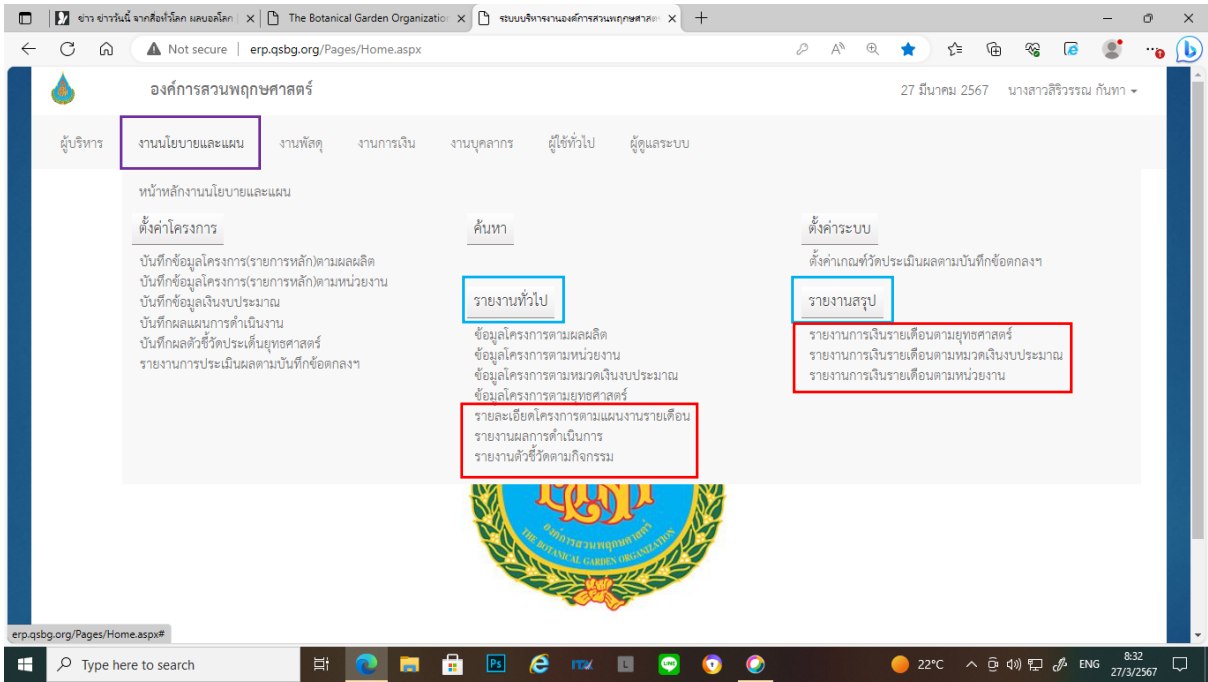 ข่าว ข่าววันนี้ จากสื่อทั่วโลก ผลบอลโลก |
The Botanical Garden Organization
ระบบบริหารงานองค์การสวนพฤกษศาสต
Not secure | erp.qsbg.org/Pages/Home.aspx
องค์การสวนพฤกษศาสตร์
27 มีนาคม 2567 นางสาวสิริวรรณ กันทา
ผู้บริหาร งานนโยบายและแผน งานพัสดุ งานการเงิน งานบุคลากร ผู้ใช้ทั่วไป ผู้ดูแลระบบ
หน้าหลักงานนโยบายและแผน
ตั้งค่าโครงการ
บันทึกข้อมูลโครงการ(รายการหลัก)ตามผลผลิต
บันทึกข้อมูลโครงการ(รายการหลัก)ตามหน่วยงาน
บันทึกข้อมูลเงินงบประมาณ
บันทึกผลแผนการดำเนินงาน
บันทึกผลตัวชี้วัดประเด็นยุทธศาสตร์
รายงานการประเมินผลตามบันทึกข้อตกลงฯ
ค้นหา
รายงานทั่วไป
ข้อมูลโครงการตามผลผลิต
ข้อมูลโครงการตามหน่วยงาน
ข้อมูลโครงการตามหมวดเงินงบประมาณ
ข้อมูลโครงการตามยุทธศาสตร์
รายละเอียดโครงการตามแผนงานรายเดือน
รายงานผลการดำเนินการ
รายงานตัวชี้วัดตามกิจกรรม
ตั้งค่าระบบ
ตั้งค่าเกณฑ์วัดประเมินผลตามบันทึกข้อตกลงฯ
รายงานสรุป
รายงานการเงินรายเดือนตามยุทธศาสตร์
รายงานการเงินรายเดือนตามหมวดเงินงบประมาณ
รายงานการเงินรายเดือนตามหน่วยงาน
องค์การสวนพฤกษศาสตร์
THE BOTANICAL GARDEN ORGANIZATION
erp.qsbg.org/Pages/Home.aspx#
Type here to search
Ps
ITA
L
LINE
22°C
ENG
8:32
27/3/2567